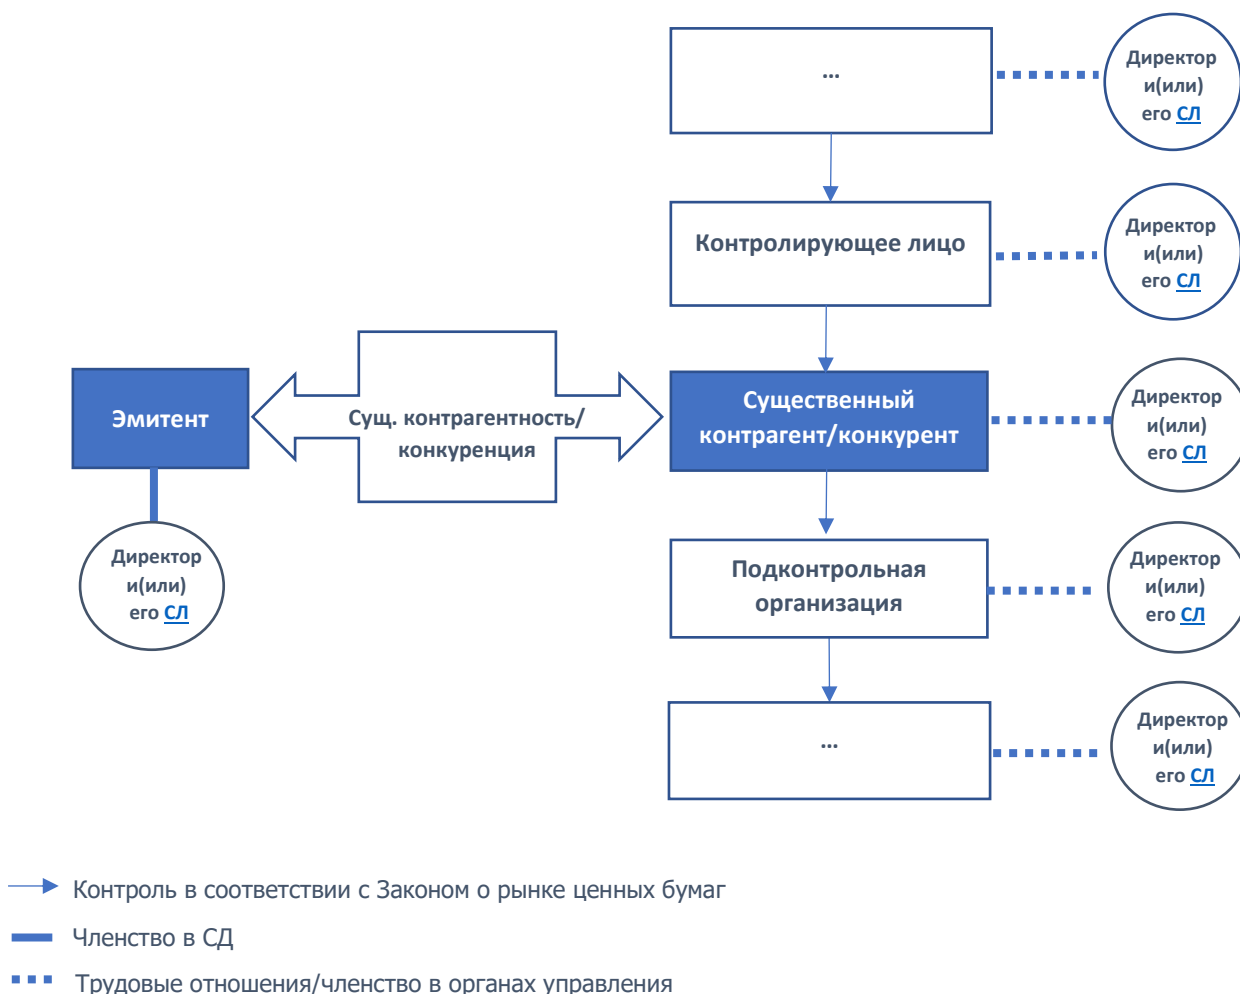 ...
Директор
и(или)
его СЛ
Контролирующее лицо
Директор
и(или)
его СЛ
Эмитент
Сущ. контрагентность/
конкуренция
Существенный
контрагент/конкурент
Директор
и(или)
его СЛ
Директор
и(или)
его СЛ
Подконтрольная
организация
Директор
и(или)
его СЛ
...
Директор
и(или)
его СЛ
Контроль в соответствии с Законом о рынке ценных бумаг
Членство в СД
Трудовые отношения/членство в органах управления